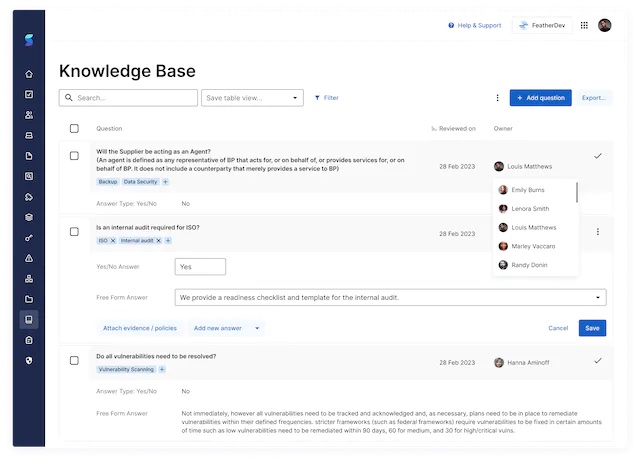 Help & Support
FeatherDev
Knowledge Base
Search...
Save table view...
Filter
+ Add question
Export...
Question
Reviewed on
Owner
Will the Supplier be acting as an Agent?
(An agent is defined as any representative of BP that acts for, or on behalf of, or provides services for, or on
behalf of BP. It does not include a counterparty that merely provides a service to BP)
28 Feb 2023
Louis Matthews
Backup Data Security +
Answer Type: Yes/No
No
Emily Burns
Lenora Smith
Louis Matthews
Marley Vaccaro
Randy Donin
Is an internal audit required for ISO?
ISO X Internal audit X +
28 Feb 2023
Yes/No Answer
Yes
Free Form Answer
We provide a readiness checklist and template for the internal audit.
Attach evidence / policies
Add new answer
Cancel
Save
Do all vulnerabilities need to be resolved?
Vulnerability Scanning +
28 Feb 2023
Hanna Aminoff
Answer Type: Yes/No
No
Free Form Answer
Not immediately, however all vulnerabilities need to be tracked and acknowledged and, as necessary, plans need to be in place to remediate
vulnerabilities within their defined frequencies. stricter frameworks (such as federal frameworks) require vulnerabilities to be fixed in certain amounts
of time such as low vulnerabilities need to be remediated within 90 days, 60 for medium, and 30 for high/critical vulns.